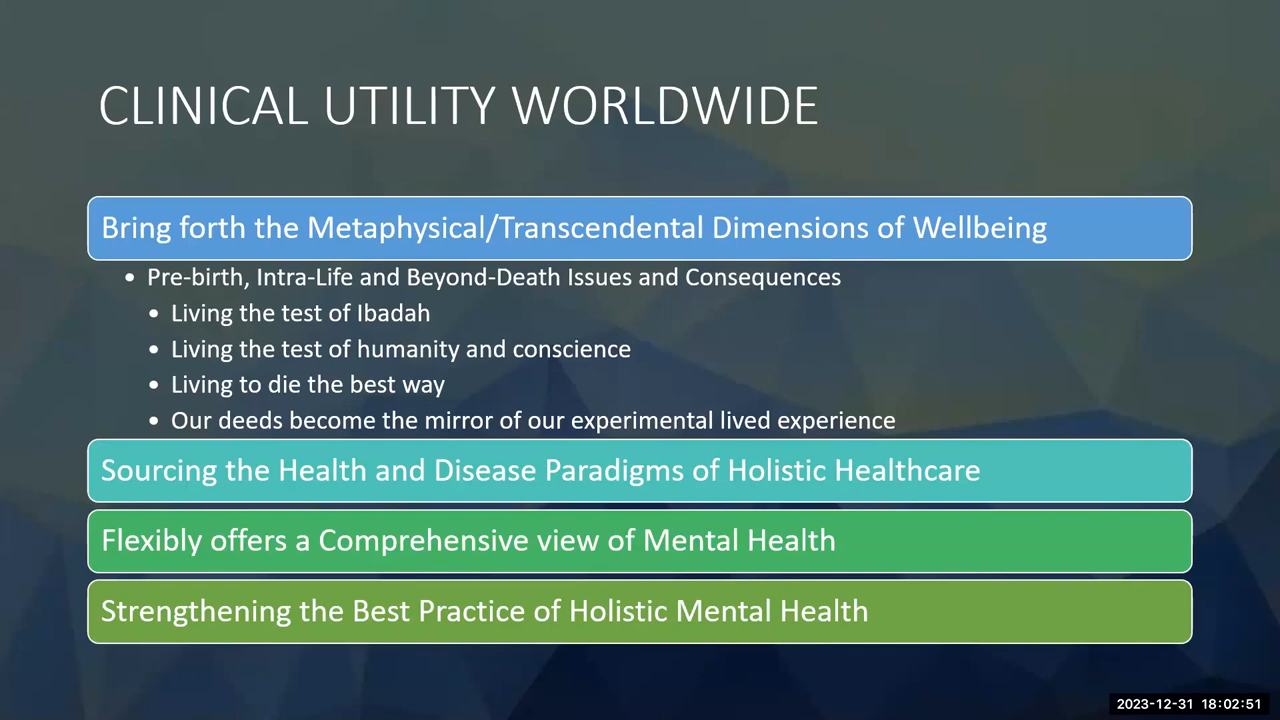 CLINICAL UTILITY WORLDWIDE
Bring forth the Metaphysical/Transcendental Dimensions of Wellbeing
• Pre-birth, Intra-Life and Beyond-Death Issues and Consequences
• Living the test of Ibadah
• Living the test of humanity and conscience
• Living to die the best way
• Our deeds become the mirror of our experimental lived experience
Sourcing the Health and Disease Paradigms of Holistic Healthcare
Flexibly offers a Comprehensive view of Mental Health
Strengthening the Best Practice of Holistic Mental Health
2023-12-31 18:02:51